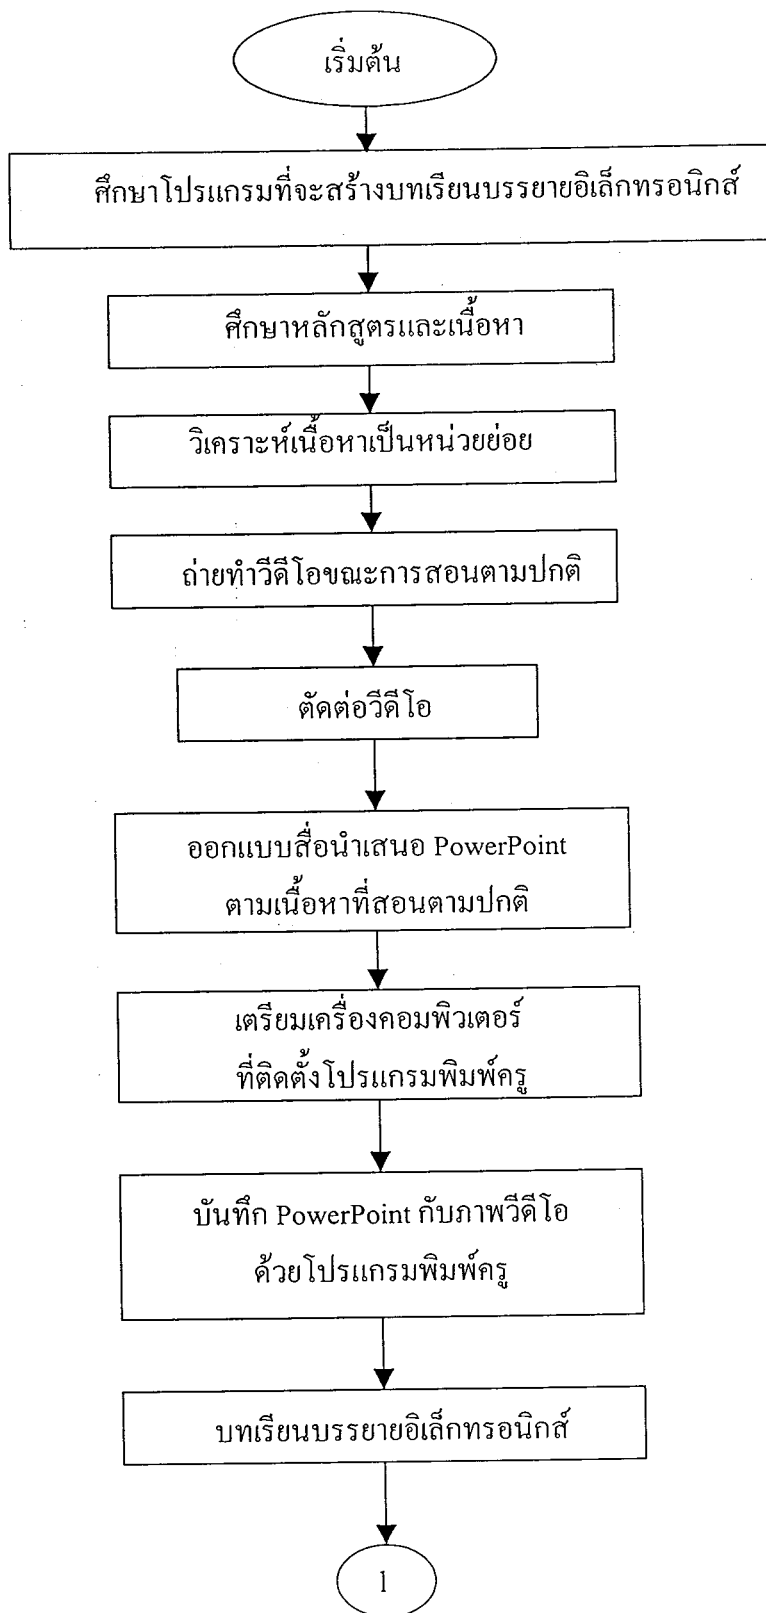 เริ่มต้น
ศึกษาโปรแกรมที่จะสร้างบทเรียนบรรยายอิเล็กทรอนิกส์
ศึกษาหลักสูตรและเนื้อหา
วิเคราะห์เนื้อหาเป็นหน่วยย่อย
ถ่ายทำวีดีโอขณะการสอนตามปกติ
ตัดต่อวีดีโอ
ออกแบบสื่อนำเสนอ PowerPoint
ตามเนื้อหาที่สอนตามปกติ
เตรียมเครื่องคอมพิวเตอร์
ที่ติดตั้งโปรแกรมพิมพ์ครู
บันทึก PowerPoint กับภาพวีดีโอ
ด้วยโปรแกรมพิมพ์ครู
บทเรียนบรรยายอิเล็กทรอนิกส์
1